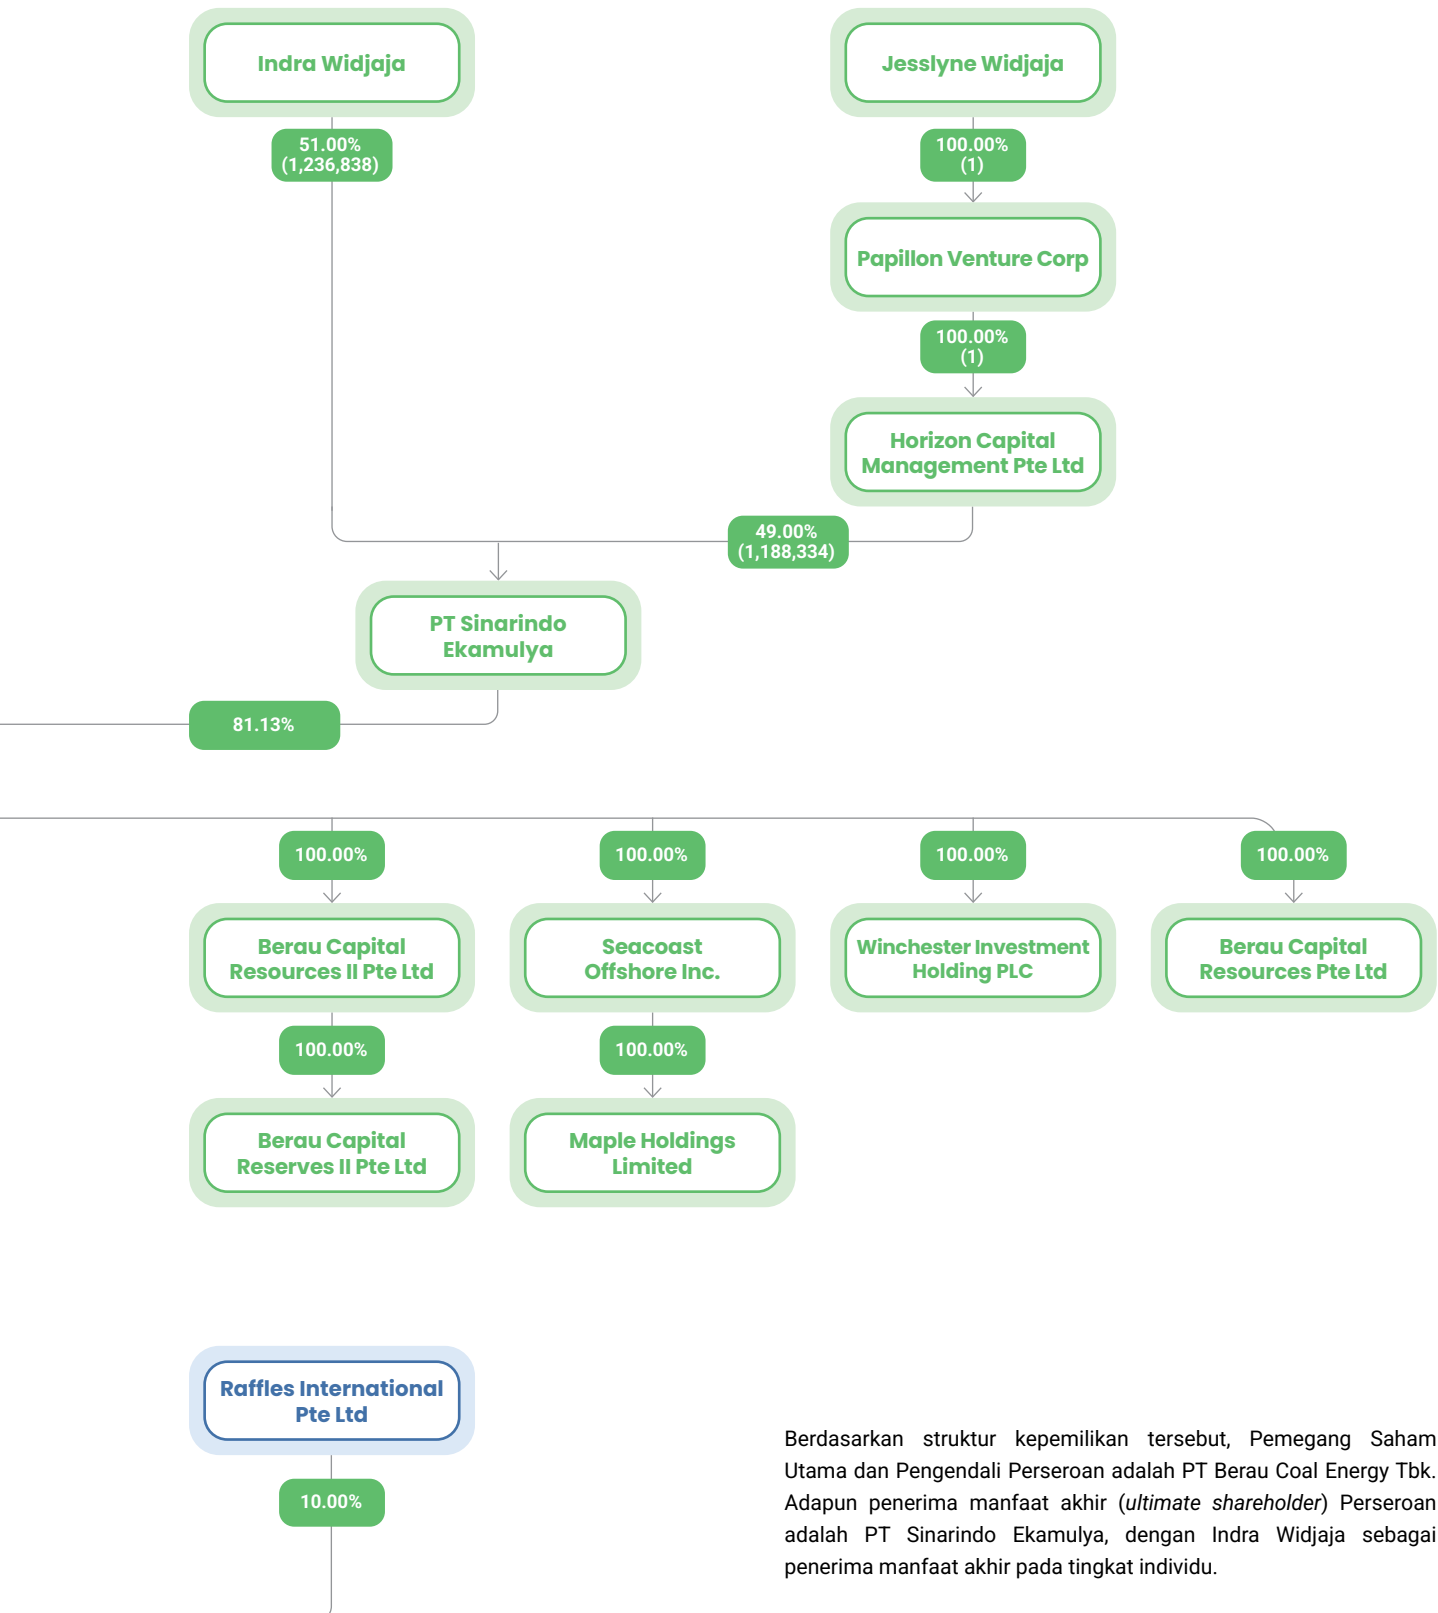 Indra Widjaja
Jesslyne Widjaja
51.00%
(1,236,838)
100.00%
(1)
Papillon Venture Corp
100.00%
(1)
Horizon Capital
Management Pte Ltd
49.00%
(1,188,334)
PT Sinarindo
Ekamulya
81.13%
100.00%
100.00%
100.00%
100.00%
Berau Capital
Resources II Pte Ltd
Seacoast
Offshore Inc.
Winchester Investment
Holding PLC
Berau Capital
Resources Pte Ltd
100.00%
100.00%
Berau Capital
Reserves II Pte Ltd
Maple Holdings
Limited
Raffles International
Pte Ltd
10.00%
Berdasarkan struktur kepemilikan tersebut, Pemegang Saham
Utama dan Pengendali Perseroan adalah PT Berau Coal Energy Tbk.
Adapun penerima manfaat akhir (ultimate shareholder) Perseroan
adalah PT Sinarindo Ekamulya, dengan Indra Widjaja sebagai
penerima manfaat akhir pada tingkat individu.